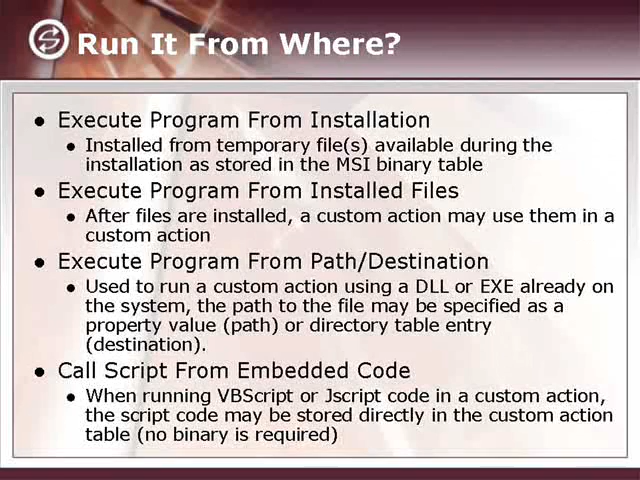 Run It From Where?
● Execute Program From Installation
● Installed from temporary file(s) available during the
installation as stored in the MSI binary table
● Execute Program From Installed Files
● After files are installed, a custom action may use them in a
custom action
● Execute Program From Path/Destination
● Used to run a custom action using a DLL or EXE already on
the system, the path to the file may be specified as a
property value (path) or directory table entry
(destination).
● Call Script From Embedded Code
● When running VBScript or Jscript code in a custom action,
the script code may be stored directly in the custom action
table (no binary is required)